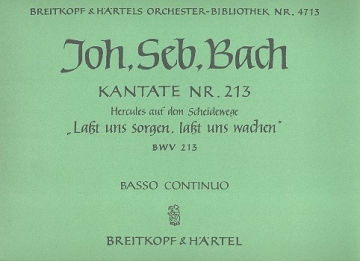 BREITKOPF & HÄRTELS ORCHESTER-BIBLIOTHEK NR. 4713
Joh. Seb. Bach
KANTATE NR. 213
Hercules auf dem Scheidewege
„Laßt uns sorgen, laßt uns wachen"
BWV 213
BASSO CONTINUO
BREITKOPF & HÄRTEL